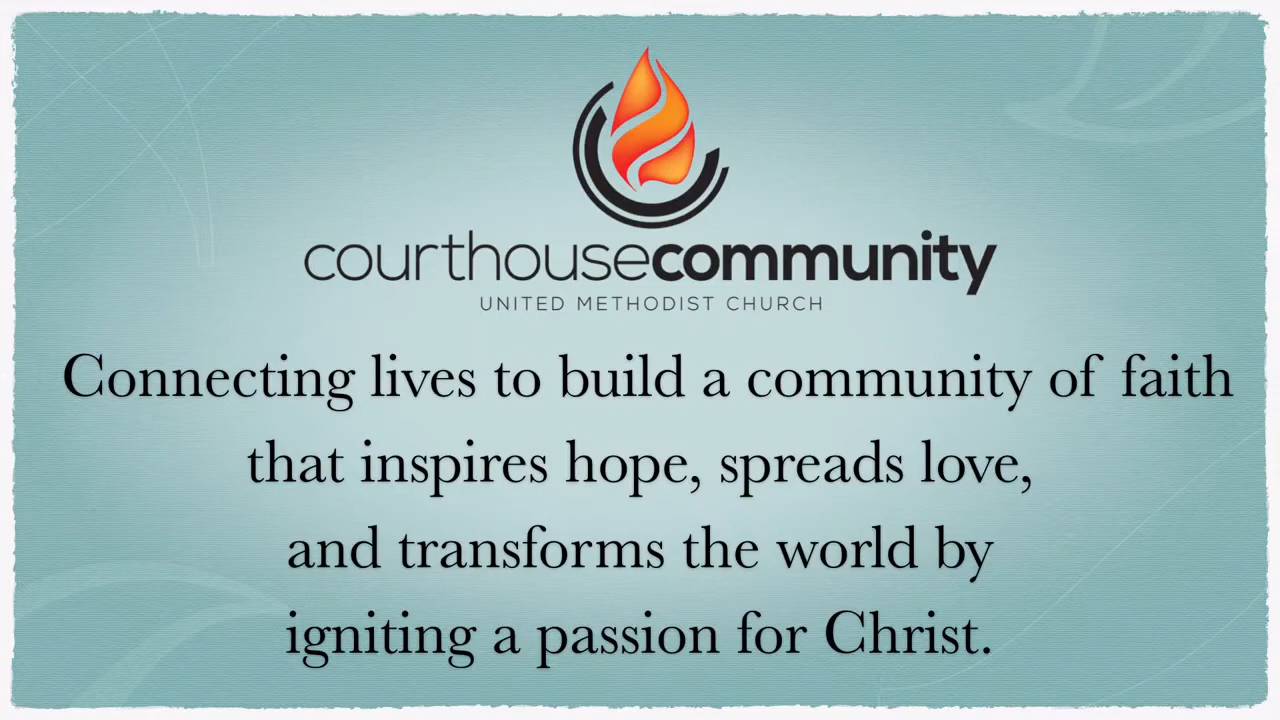 courthousecommunity
UNITED METHODIST CHURCH
Connecting lives to build a community of faith
that inspires hope, spreads love,
and transforms the world by
igniting a passion for Christ.